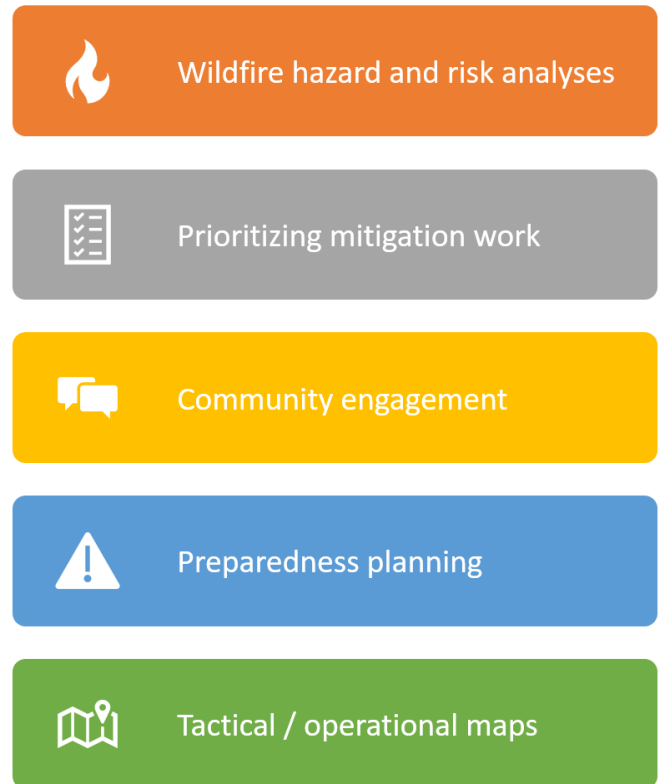 Wildfire hazard and risk analyses
Prioritizing mitigation work
Community engagement
Preparedness planning
Tactical / operational maps